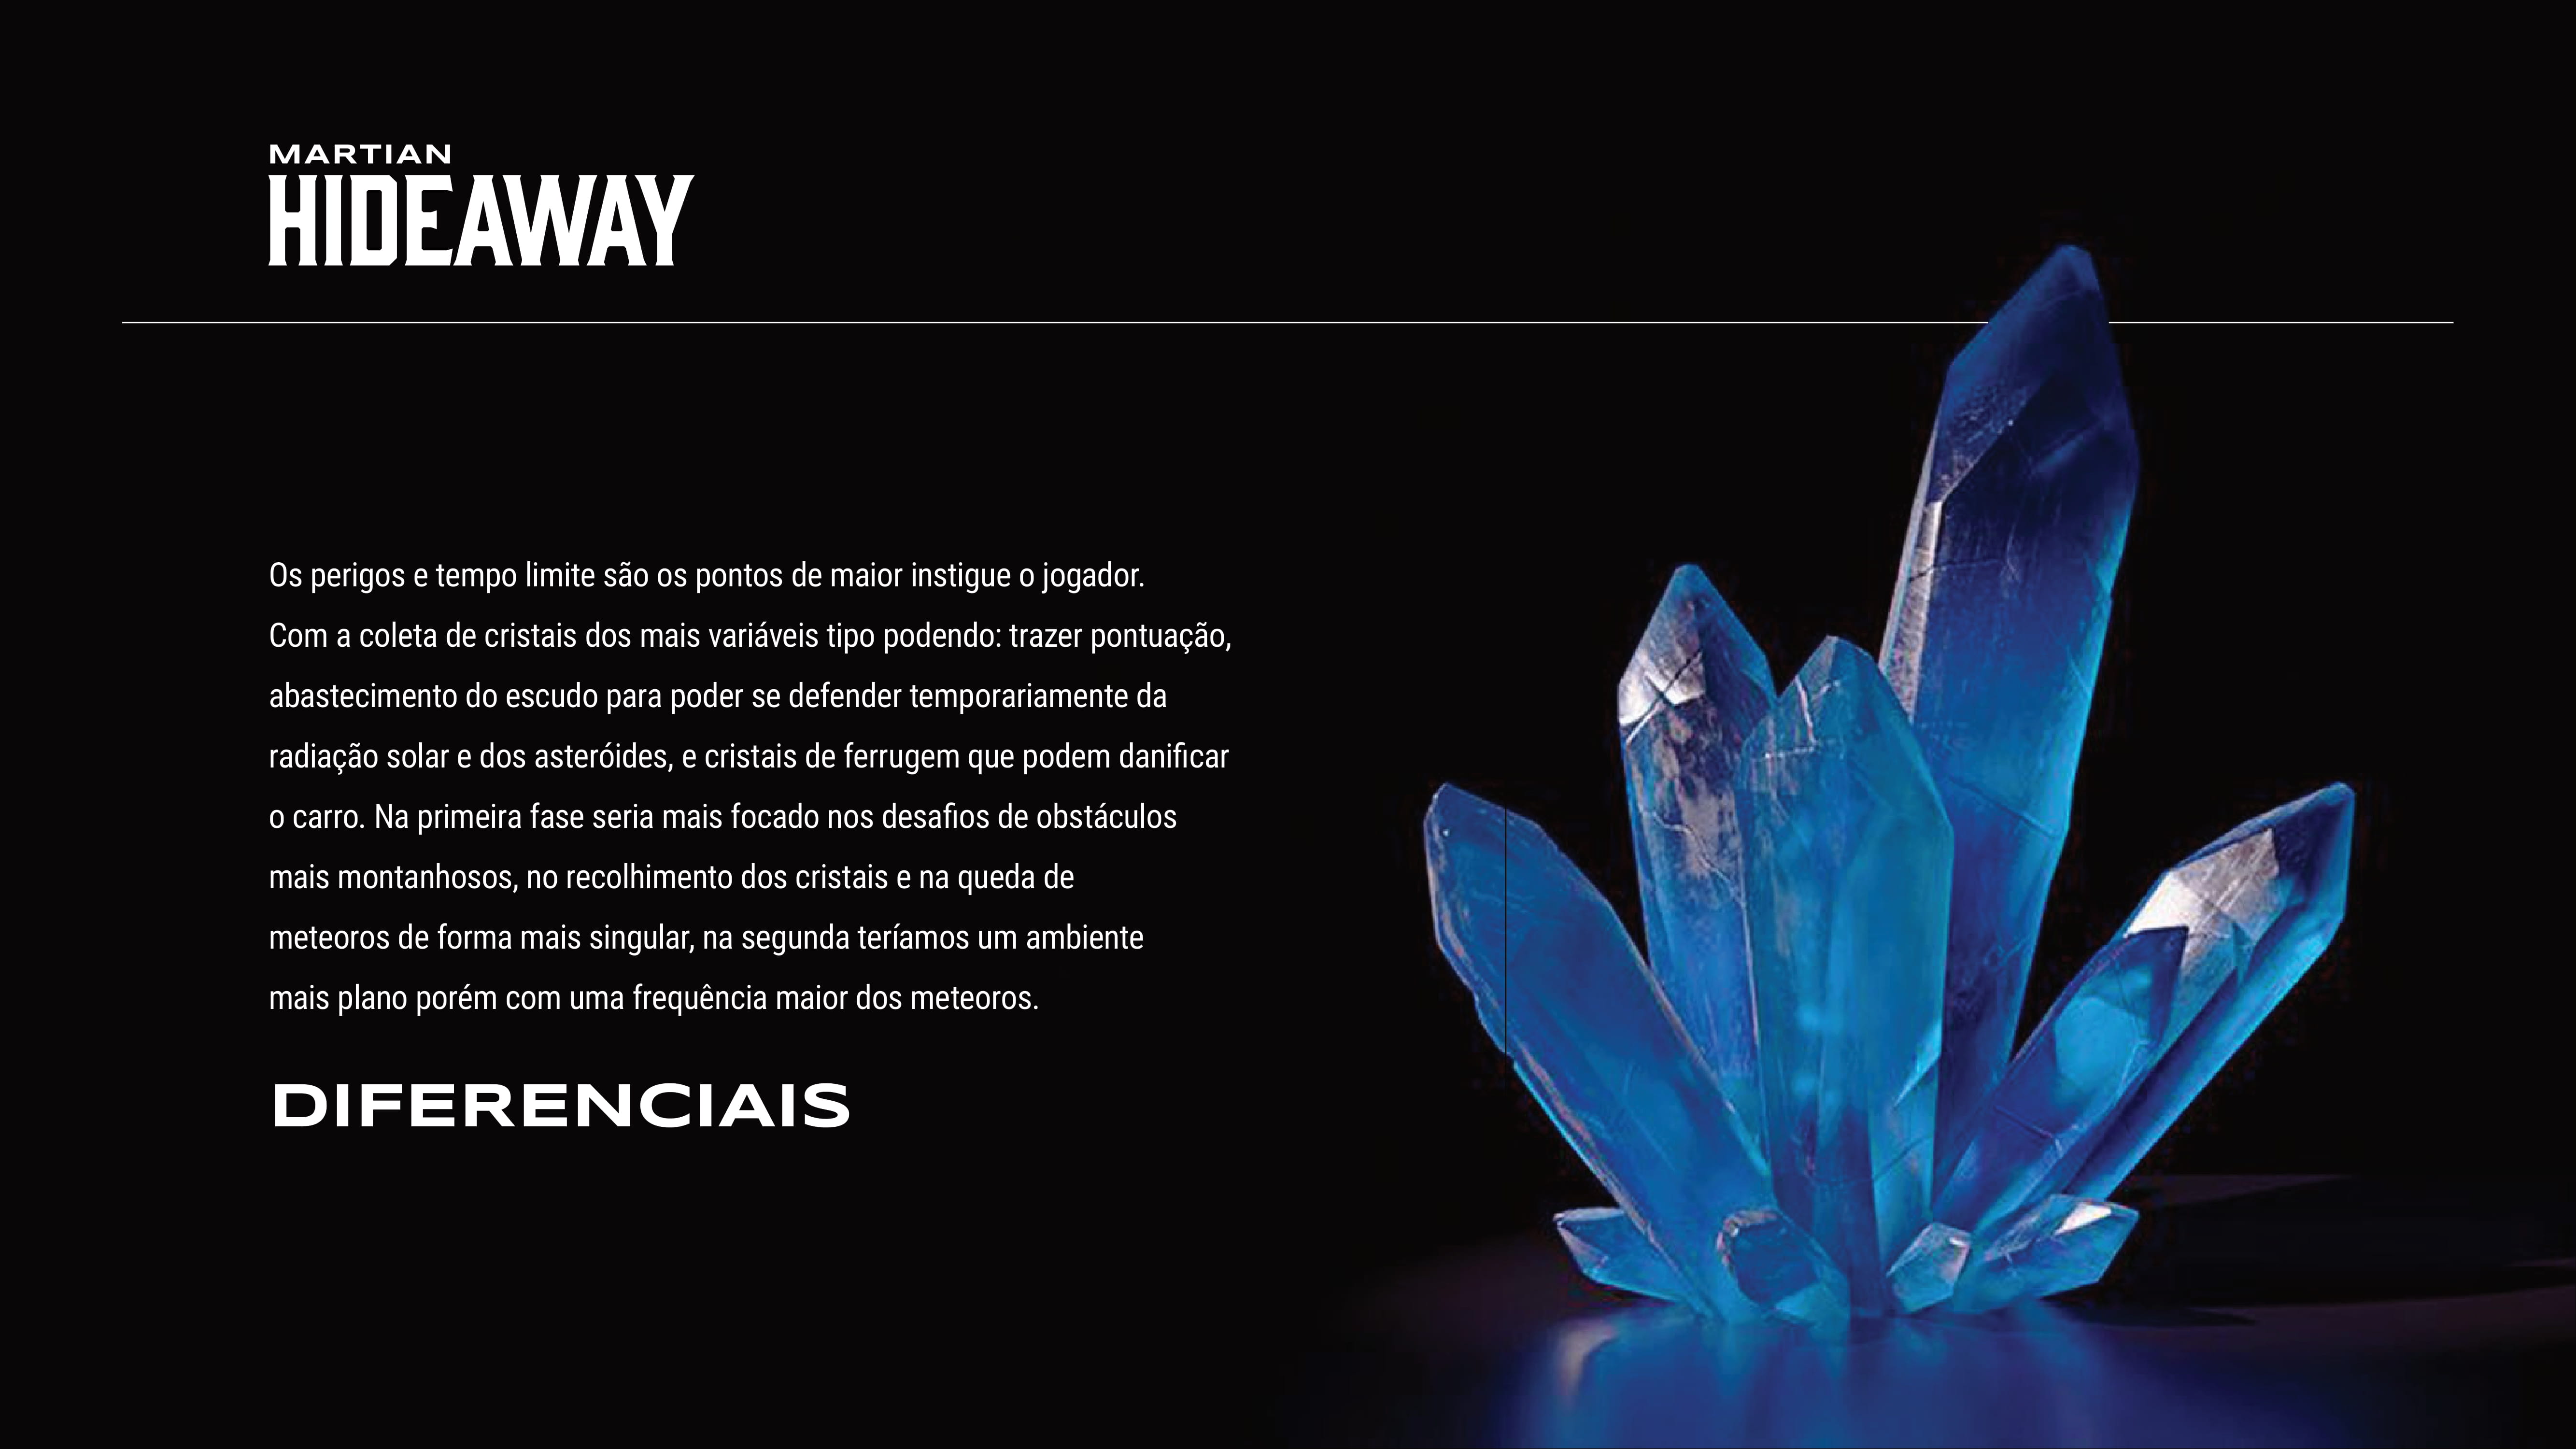 MARTIAN
HIDEAWAY
Os perigos e tempo limite são os pontos de maior instigue o jogador.
Com a coleta de cristais dos mais variáveis tipo podendo: trazer pontuação,
abastecimento do escudo para poder se defender temporariamente da
radiação solar e dos asteróides, e cristais de ferrugem que podem danificar
o carro. Na primeira fase seria mais focado nos desafios de obstáculos
mais montanhosos, no recolhimento dos cristais e na queda de
meteoros de forma mais singular, na segunda teríamos um ambiente
mais plano porém com uma frequência maior dos meteoros.
DIFERENCIAIS